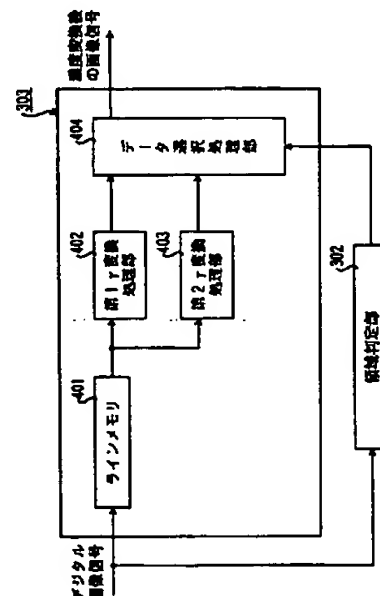 303
デジタル
画像信号
401
ラインメモリ
402
第1γ変換
処理部
403
第2γ変換
処理部
404
データ
選択
処理部
濃度変換後
の画像信号
302
領域判定部